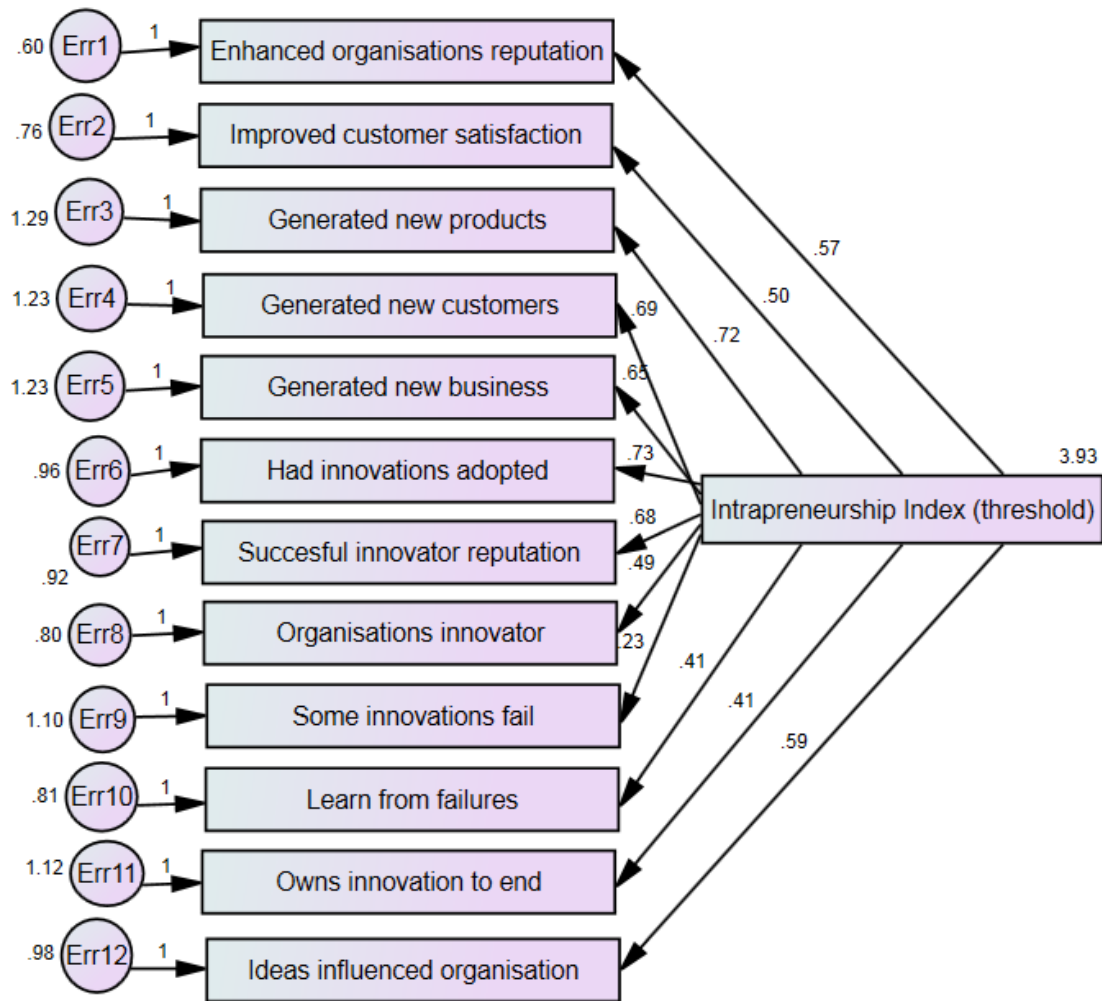 .60 Err1 1 Enhanced organisations reputation
.76 Err2 1 Improved customer satisfaction
1.29 Err3 1 Generated new products
.57
1.23 Err4 1 Generated new customers
.50
.69
.72
1.23 Err5 1 Generated new business
.65
.96 Err6 1 Had innovations adopted
.73
3.93
Intrapreneurship Index (threshold)
.92 Err7 1 Succesful innovator reputation
.68
.49
.80 Err8 1 Organisations innovator
.23
.41
1.10 Err9 1 Some innovations fail
.41
.59
.81 Err10 1 Learn from failures
1.12 Err11 1 Owns innovation to end
.98 Err12 1 Ideas influenced organisation